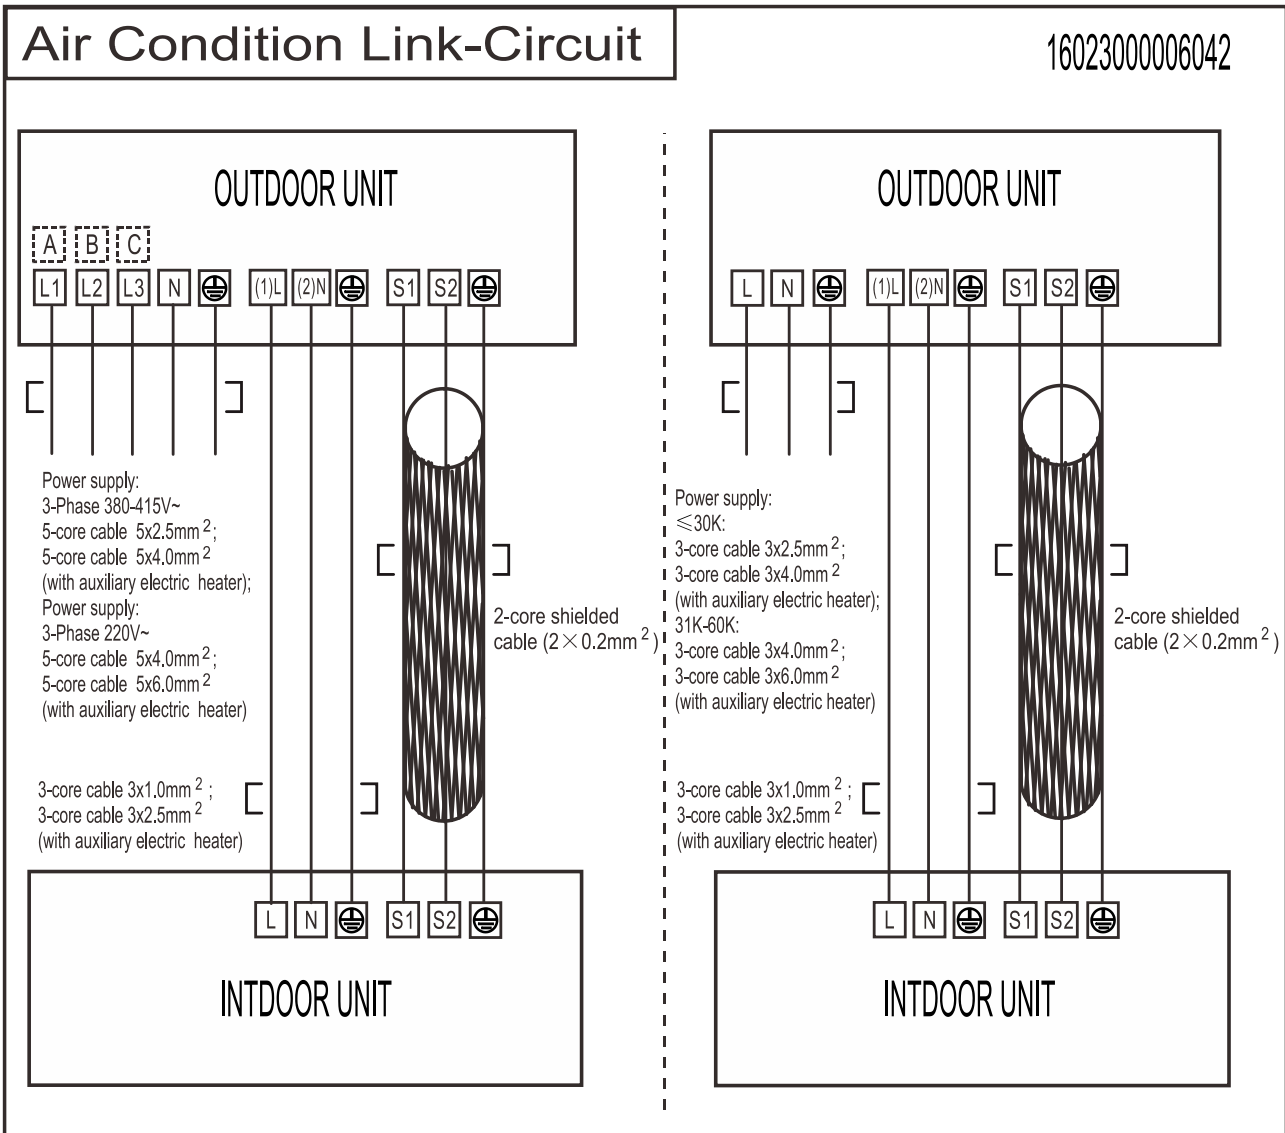 Air Condition Link-Circuit
16023000006042
OUTDOOR UNIT
A B C
L1 L2 L3 N (1)L (2)N S1 S2
Power supply:
3-Phase 380-415V~
5-core cable 5x2.5mm²;
5-core cable 5x4.0mm²
(with auxiliary electric heater);
Power supply:
3-Phase 220V~
5-core cable 5x4.0mm²;
5-core cable 5x6.0mm²
(with auxiliary electric heater)
2-core shielded
cable (2×0.2mm²)
3-core cable 3x1.0mm²;
3-core cable 3x2.5mm²
(with auxiliary electric heater)
L N S1 S2
INTDOOR UNIT
OUTDOOR UNIT
L N (1)L (2)N S1 S2
Power supply:
≤30K:
3-core cable 3x2.5mm²;
3-core cable 3x4.0mm²
(with auxiliary electric heater);
31K-60K:
3-core cable 3x4.0mm²;
3-core cable 3x6.0mm²
(with auxiliary electric heater)
2-core shielded
cable (2×0.2mm²)
3-core cable 3x1.0mm²;
3-core cable 3x2.5mm²
(with auxiliary electric heater)
L N S1 S2
INTDOOR UNIT